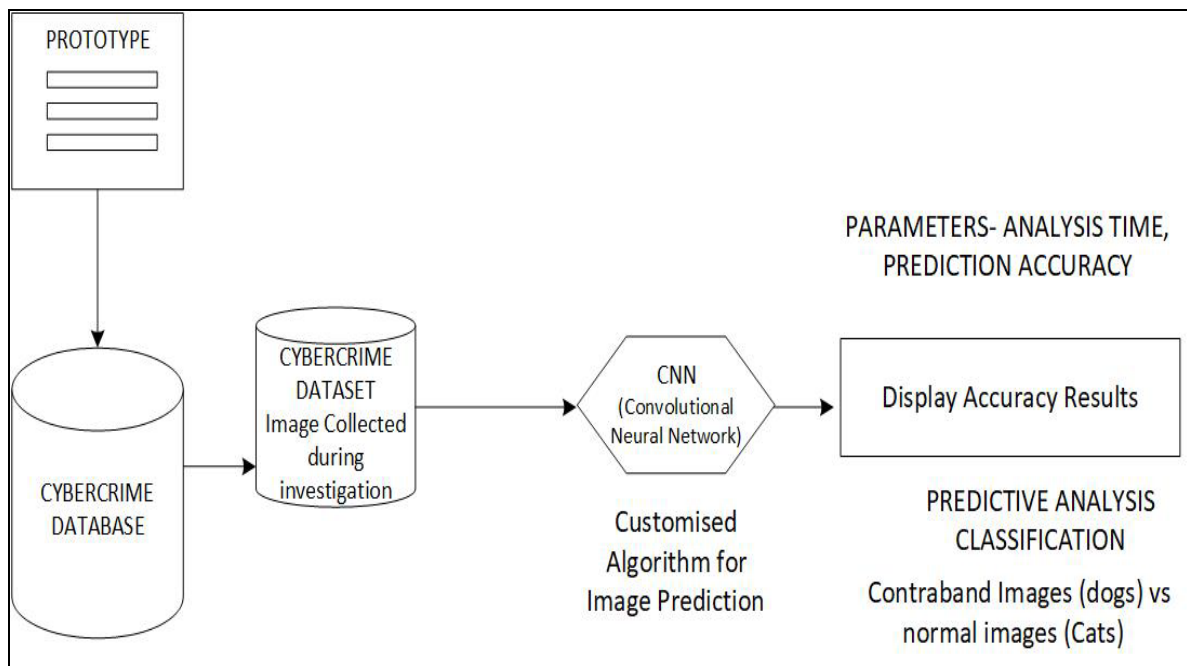 PROTOTYPE
CYBERCRIME
DATABASE
CYBERCRIME
DATASET
Image Collected
during
investigation
CNN
(Convolutional
Neural Network)
Customised
Algorithm for
Image Prediction
PARAMETERS- ANALYSIS TIME,
PREDICTION ACCURACY
Display Accuracy Results
PREDICTIVE ANALYSIS
CLASSIFICATION
Contraband Images (dogs) vs
normal images (Cats)